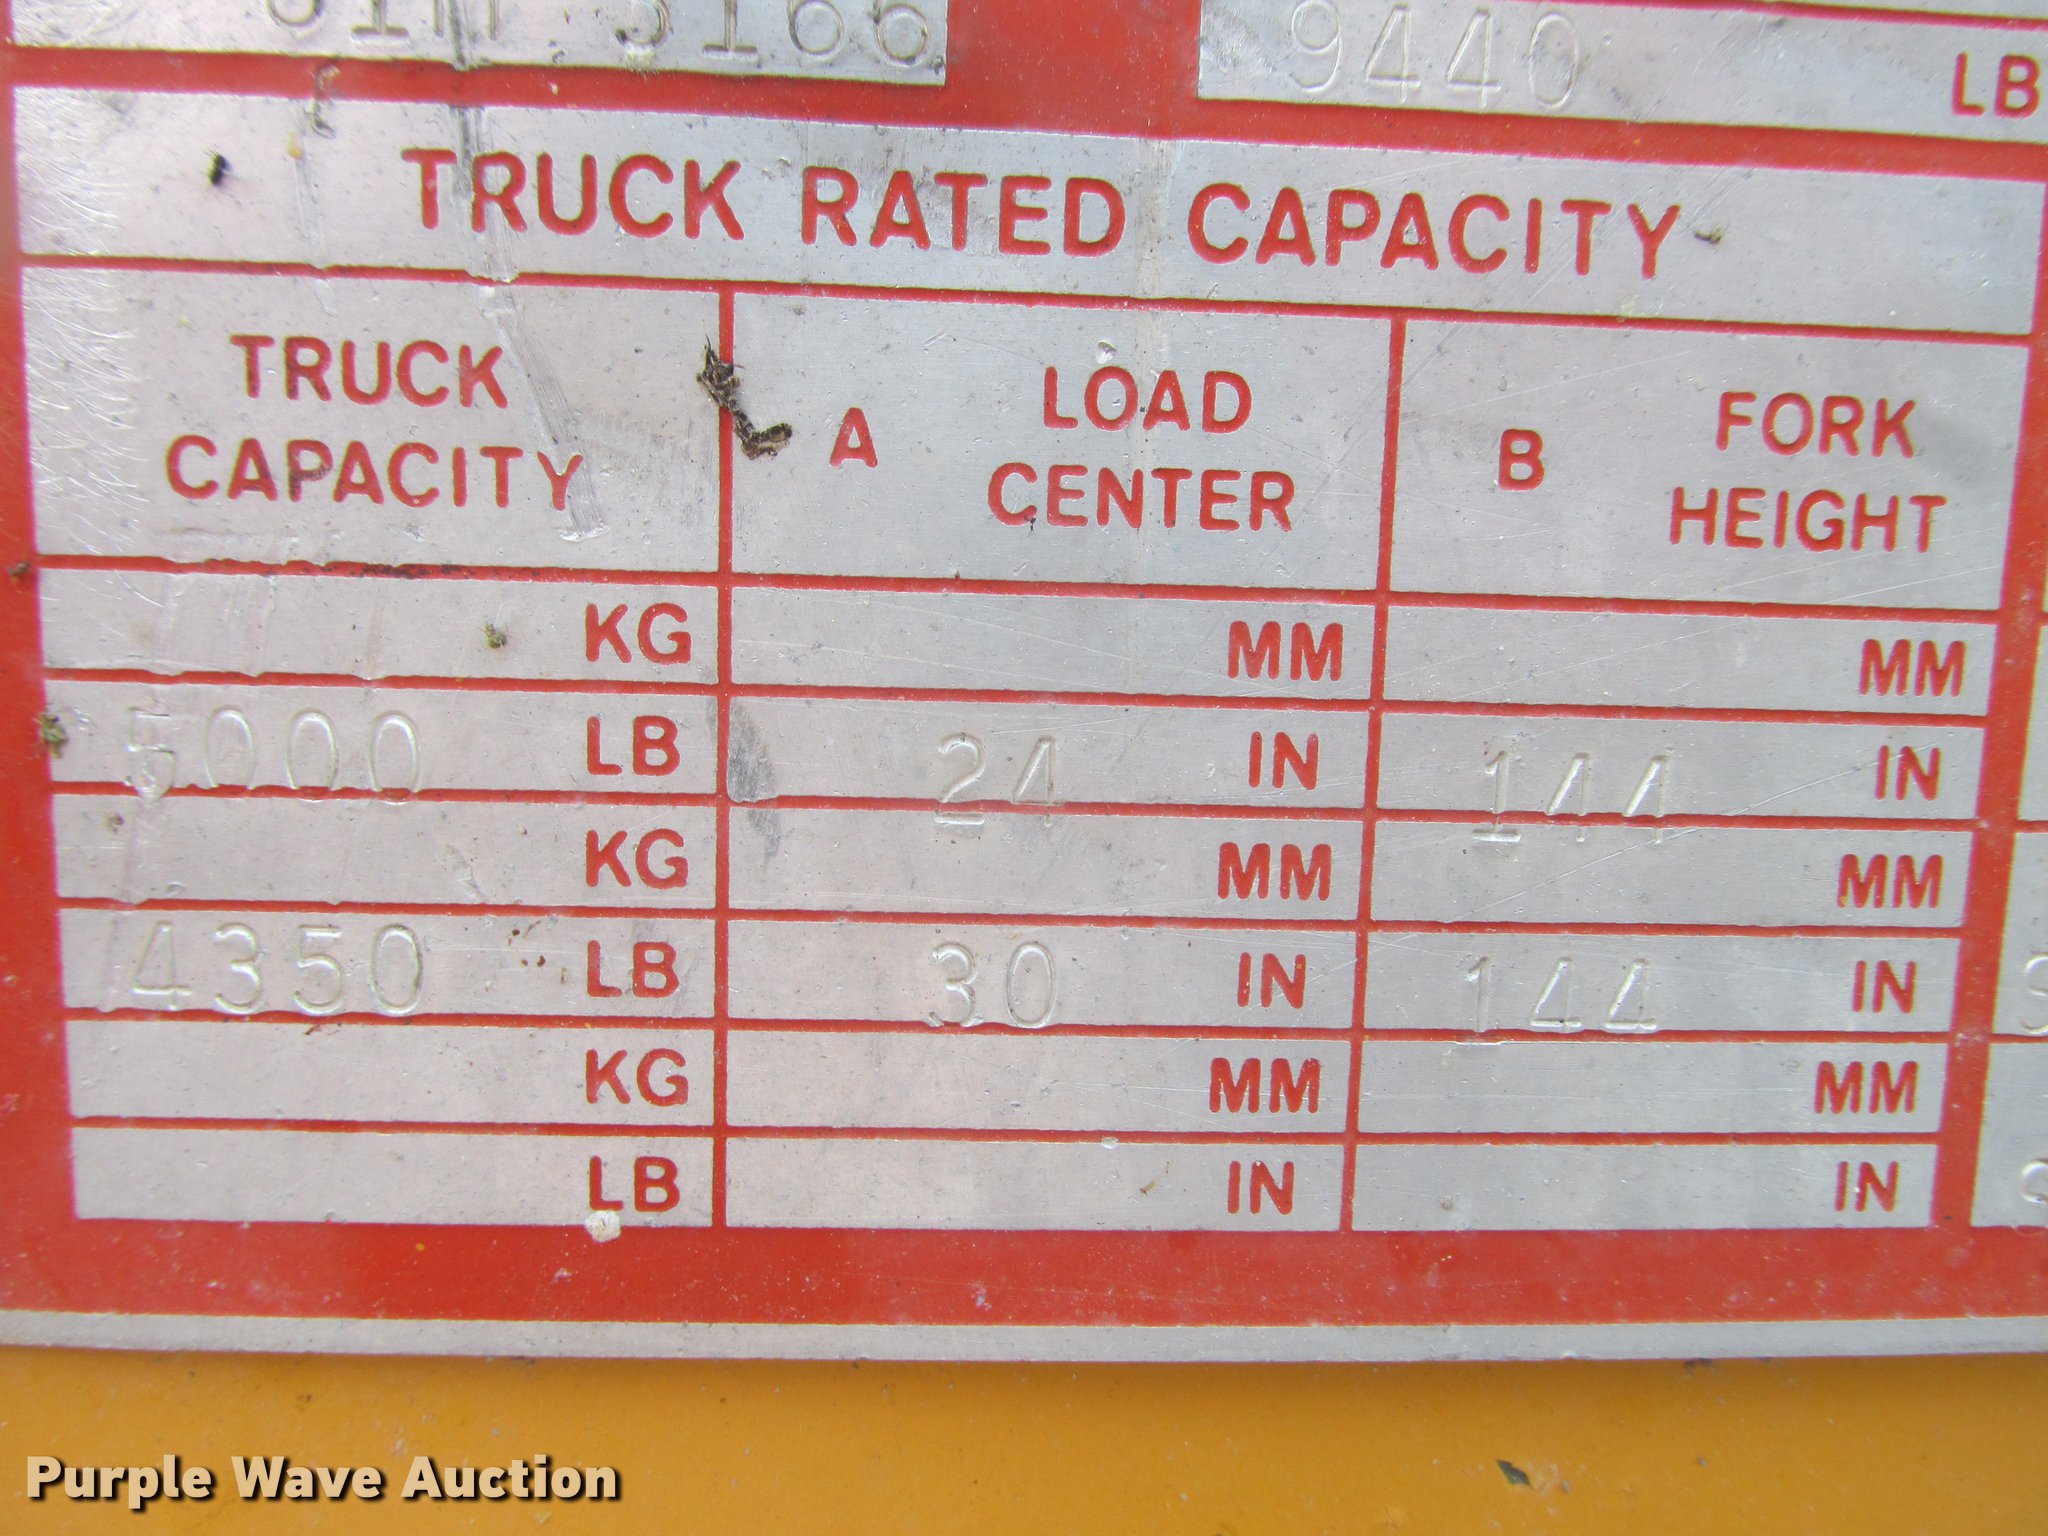 9440 LB
TRUCK RATED CAPACITY
TRUCK CAPACITY
A LOAD CENTER
B FORK HEIGHT
KG MM MM
5000 LB 24 IN 144 IN
KG MM MM
4350 LB 30 IN 144 IN
KG MM MM
LB IN IN
Purple Wave Auction